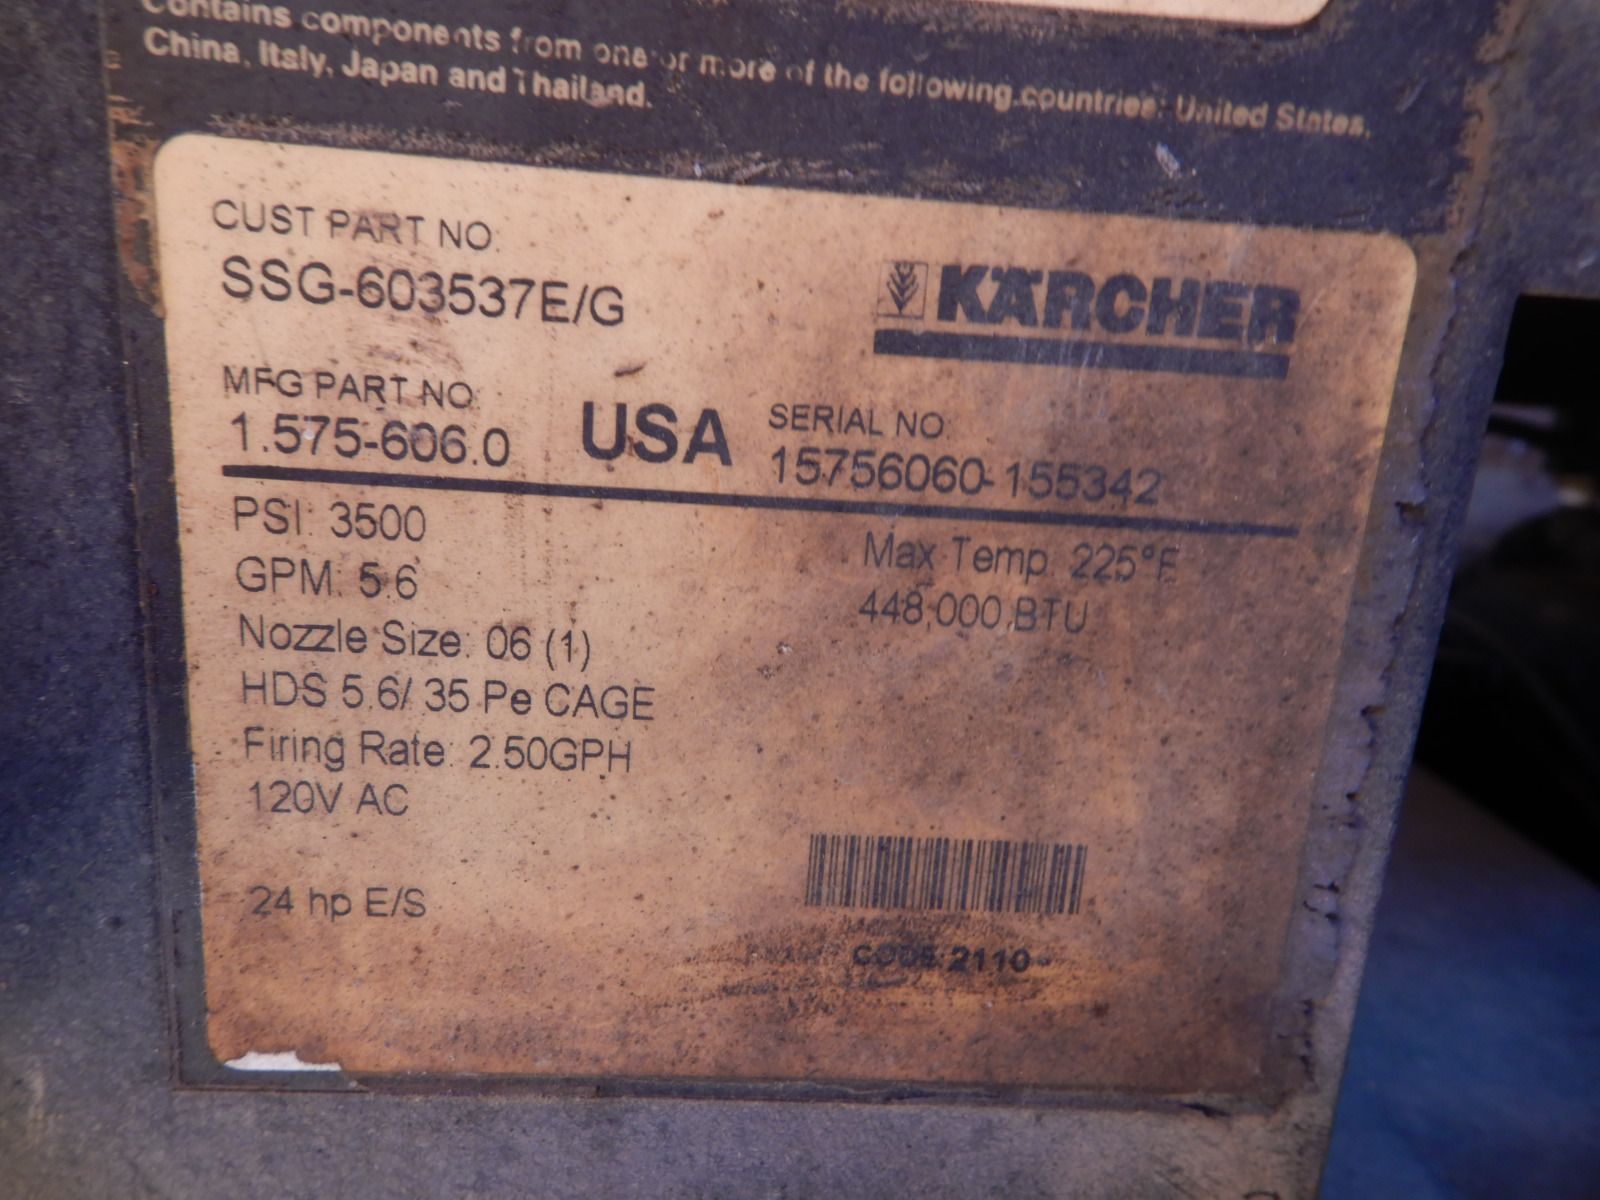 Contains components from one or more of the following countries: United States,
China, Italy, Japan and Thailand.
CUST PART NO:
SSG-603537E/G
KÄRCHER
MFG PART NO:
1.575-606.0
USA
SERIAL NO:
15756060-155342
PSI: 3500
GPM: 5.6
Nozzle Size: 06 (1)
HDS 5.6/ 35 Pe CAGE
Firing Rate: 2.50GPH
120V AC
Max Temp: 225°F
448,000 BTU
24 hp E/S
CODE:2110